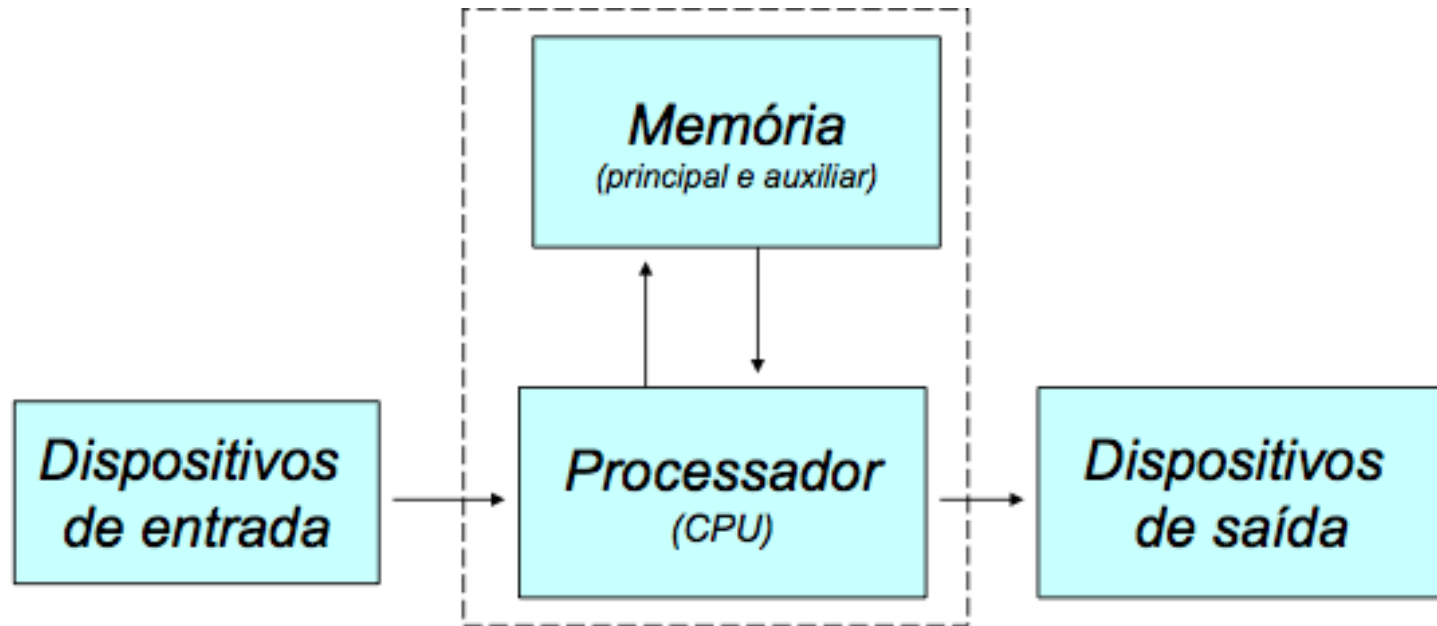 Memória
(principal e auxiliar)
Dispositivos
de entrada
Processador
(CPU)
Dispositivos
de saída